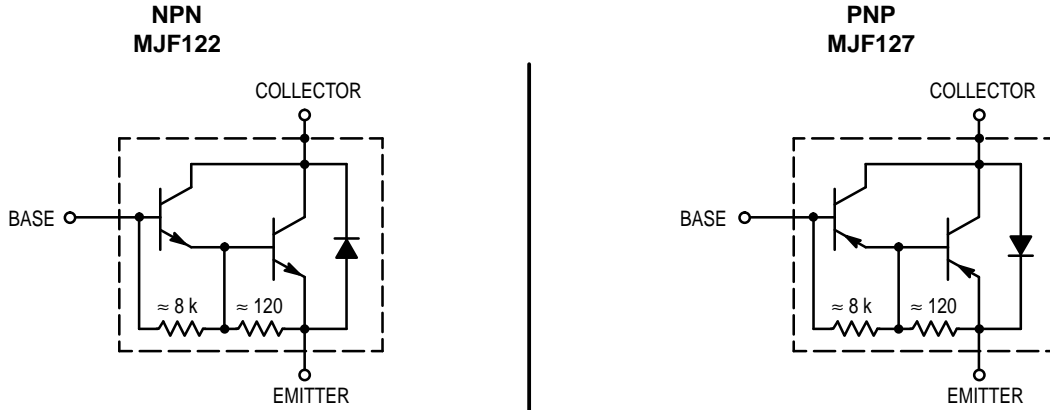 NPN
MJF122
COLLECTOR
BASE
≈ 8 k
≈ 120
EMITTER
PNP
MJF127
COLLECTOR
BASE
≈ 8 k
≈ 120
EMITTER